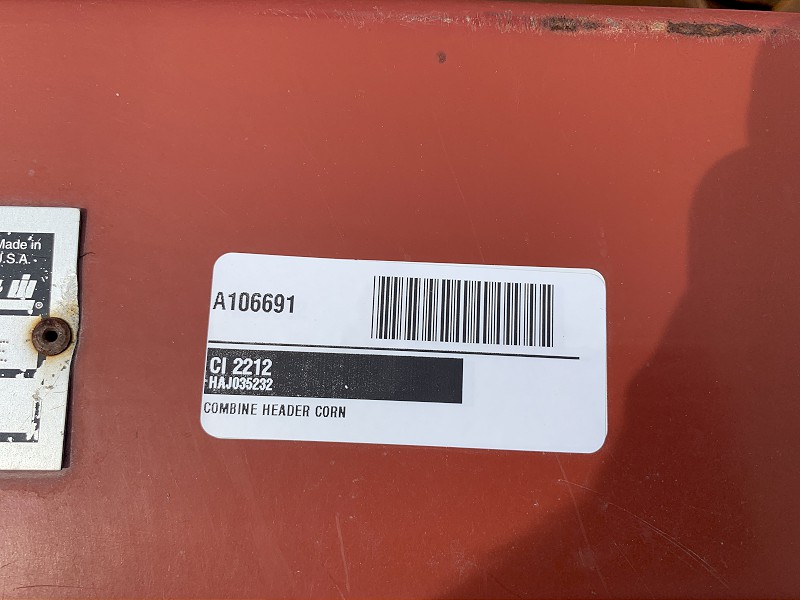 Made in
U.S.A.
A106691
CI 2212
HAJ035232
COMBINE HEADER CORN